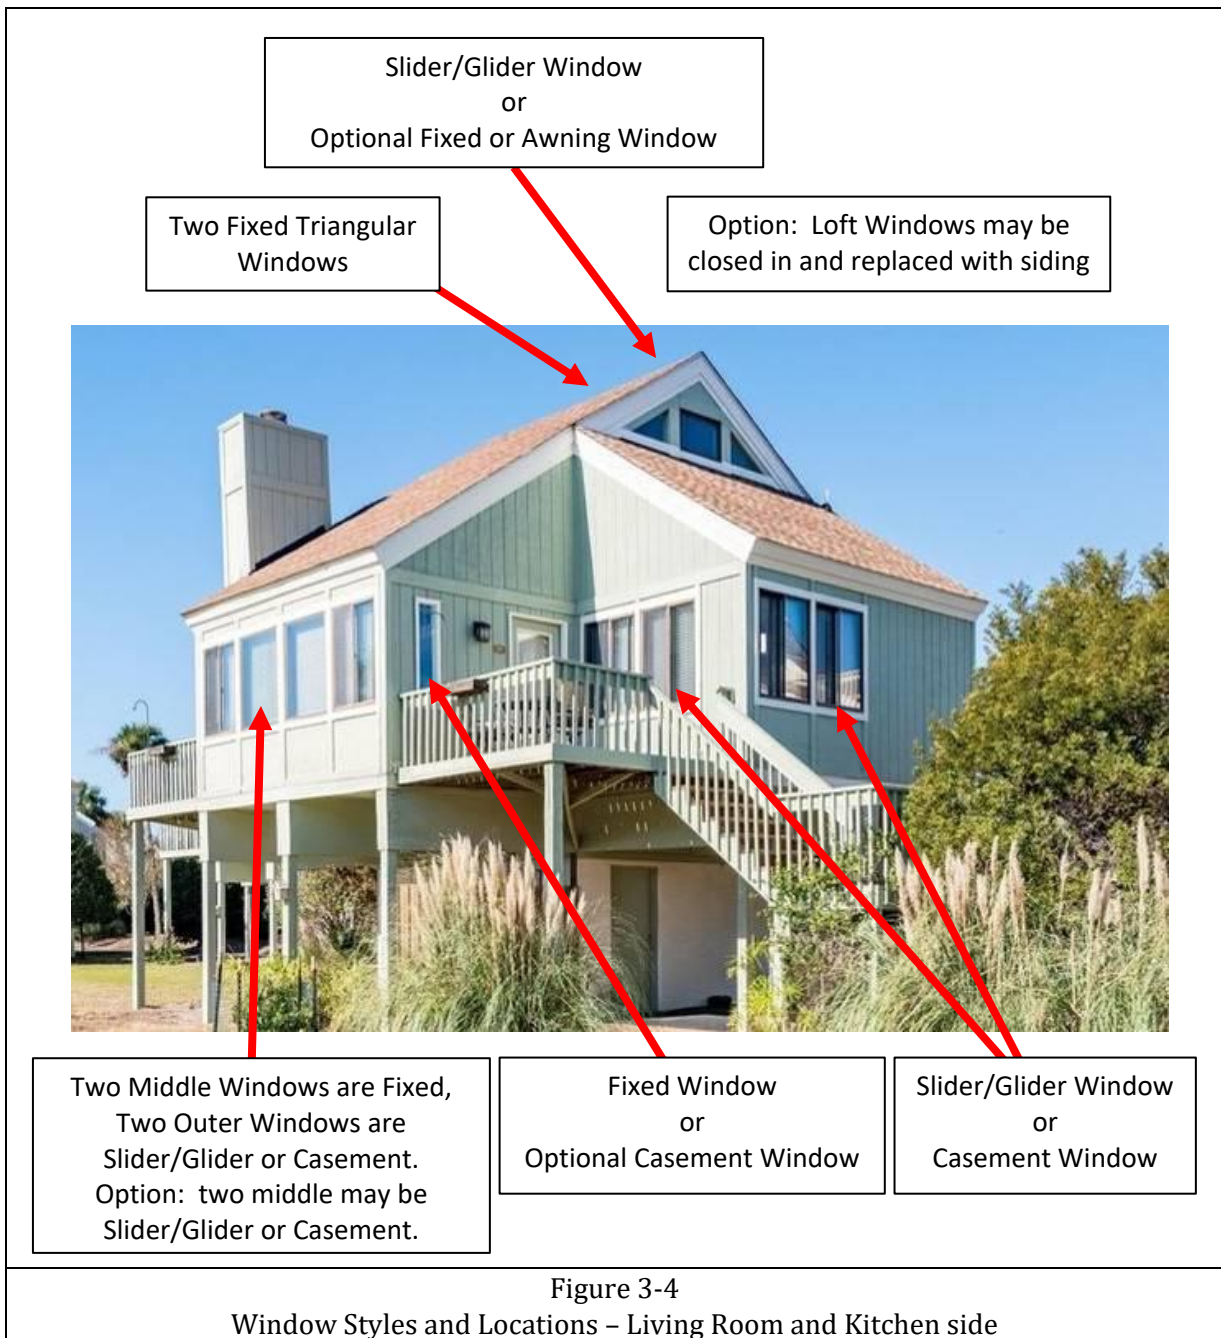 Slider/Glider Window
or
Optional Fixed or Awning Window
Two Fixed Triangular
Windows
Option:  Loft Windows may be
closed in and replaced with siding
Two Middle Windows are Fixed,
Two Outer Windows are
Slider/Glider or Casement.
Option:  two middle may be
Slider/Glider or Casement.
Fixed Window
or
Optional Casement Window
Slider/Glider Window
or
Casement Window
Figure 3-4
Window Styles and Locations – Living Room and Kitchen side